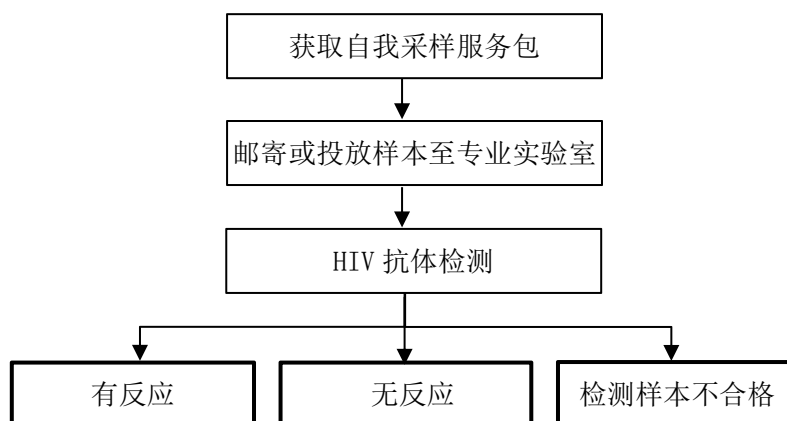 获取自我采样服务包
邮寄或投放样本至专业实验室
HIV 抗体检测
有反应
无反应
检测样本不合格